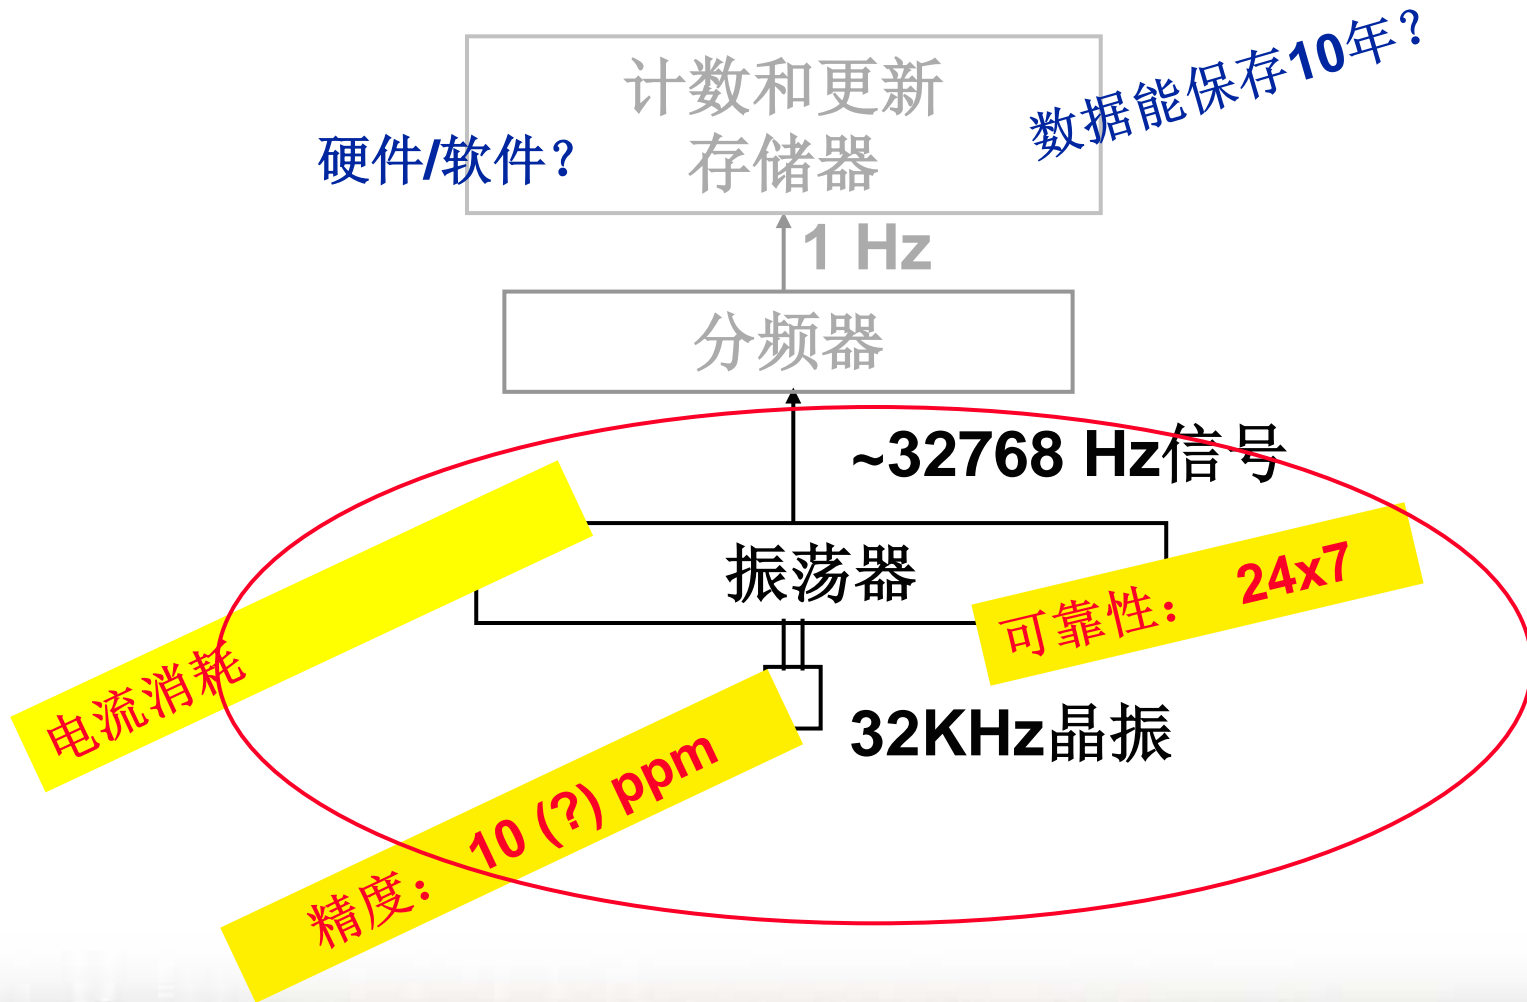 计数和更新
存储器
数据能保存10年？
硬件/软件？
1 Hz
分频器
~32768 Hz信号
振荡器
可靠性： 24x7
电流消耗
32KHz晶振
精度： 10 (?) ppm